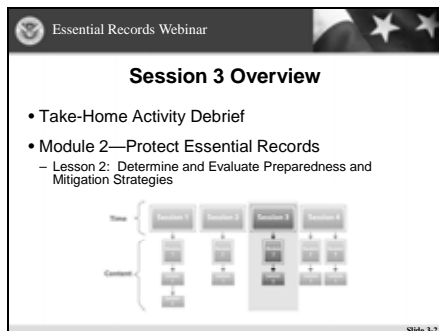 Essential Records Webinar
Session 3 Overview
• Take-Home Activity Debrief
• Module 2—Protect Essential Records
– Lesson 2: Determine and Evaluate Preparedness and
Mitigation Strategies
Time
Session 1 Session 2 Session 3 Session 4
Content
Slide 3-2